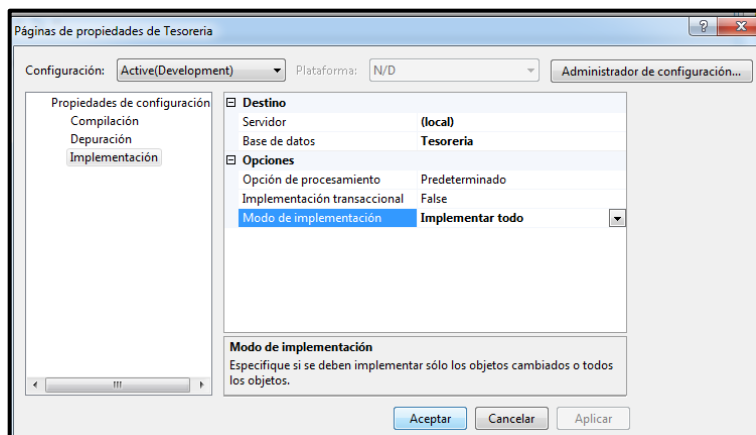 Páginas de propiedades de Tesoreria
Configuración: Active(Development) Plataforma: N/D Administrador de configuración...
Propiedades de configuración
Compilación
Depuración
Implementación
Destino
Servidor (local)
Base de datos Tesoreria
Opciones
Opción de procesamiento Predeterminado
Implementación transaccional False
Modo de implementación Implementar todo
Modo de implementación
Especifique si se deben implementar sólo los objetos cambiados o todos
los objetos.
Aceptar Cancelar Aplicar